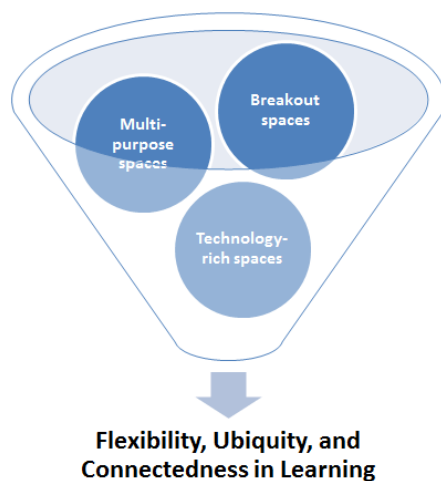 Breakout
spaces
Multi-
purpose
spaces
Technology-
rich spaces
Flexibility, Ubiquity, and
Connectedness in Learning